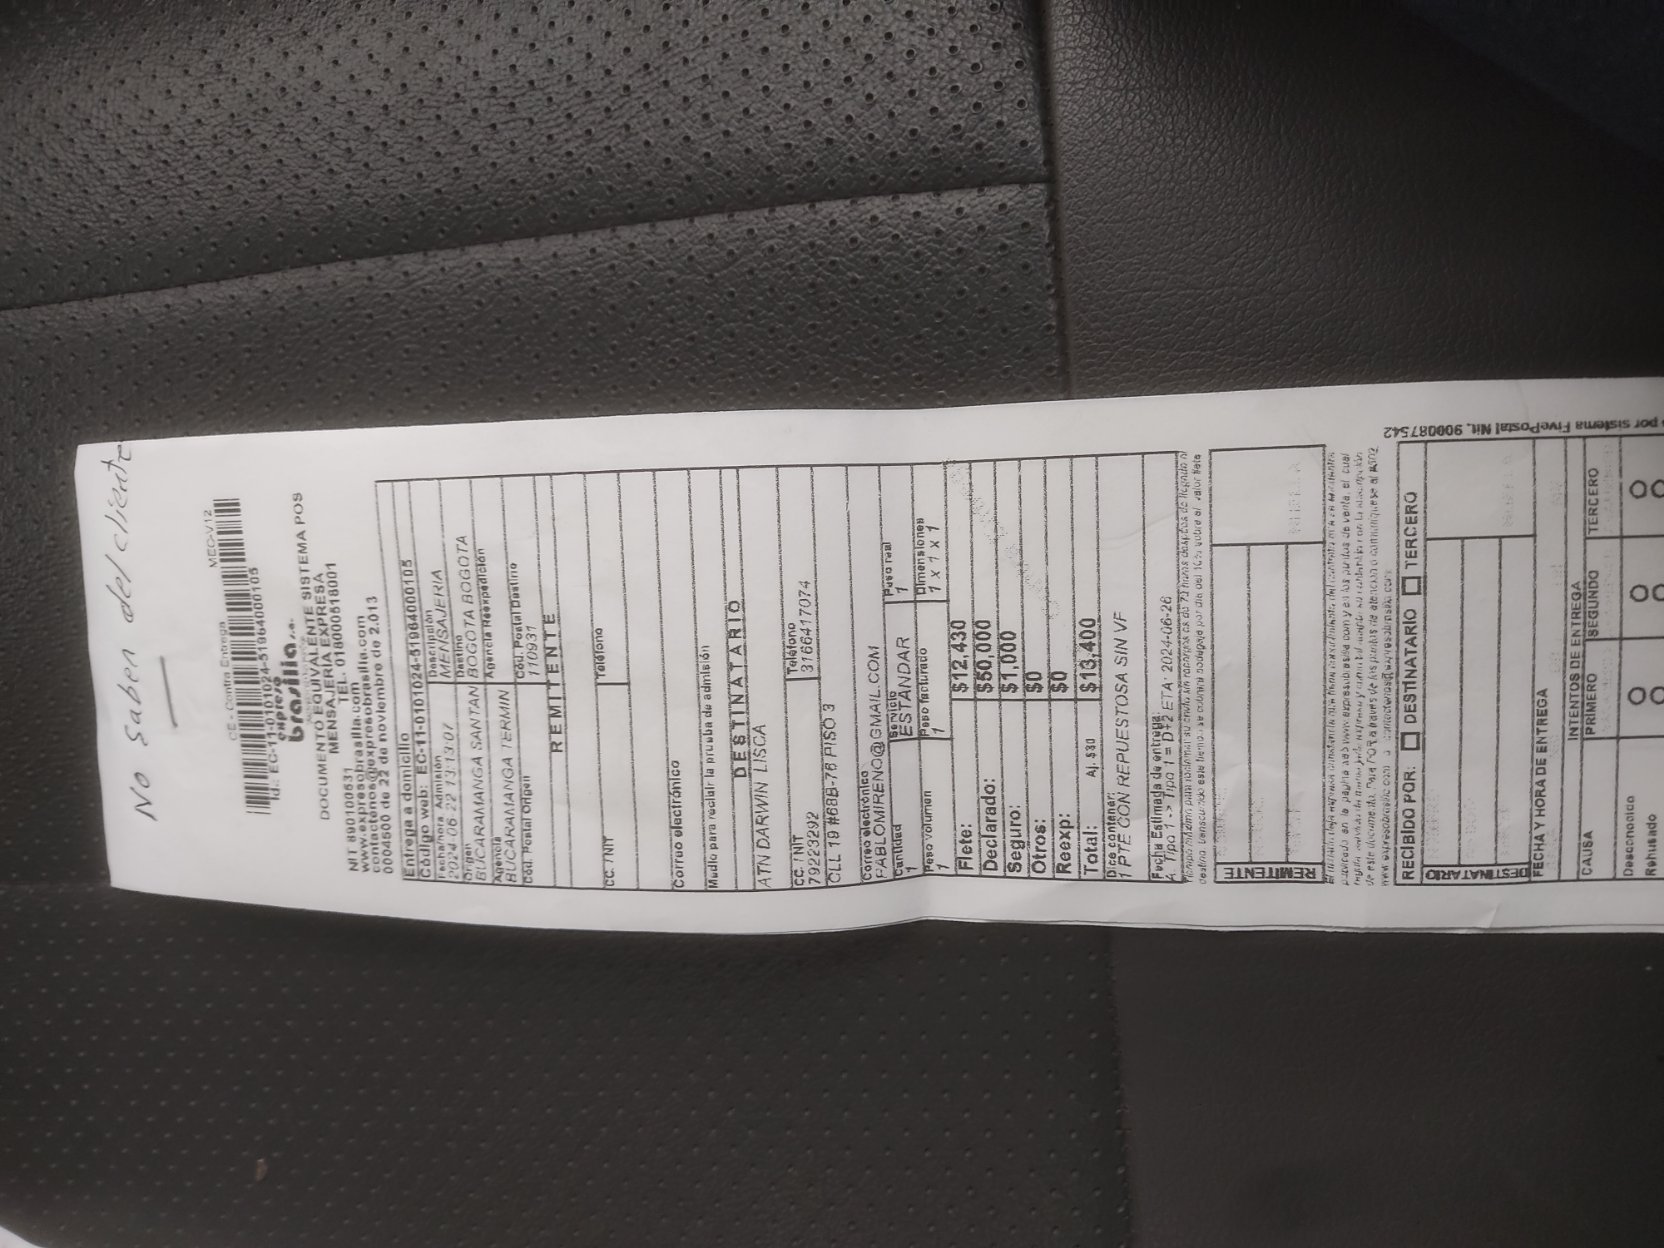 No saben del cliente
MEC-V12
CE - Contra Entrega
Id.: EC-11-0101024-519640001​05
expreso
brasilia s.a.
DOCUMENTO EQUIVALENTE SISTEMA POS
MENSAJERIA EXPRESA
TEL. 018000518001
NIT 890100531
www.expresobrasilia.com
contactenos@expresobrasilia.com
0004500 de 22 de noviembre de 2.013
Entrega a domicilio
Código web: EC-11-0101024-51964000105
Fecha/hora Admisión Descripción
2024-06-22 13:13:07 MENSAJERIA
Origen Destino
BUCARAMANGA SANTAN BOGOTA BOGOTA
Agencia Agencia Reexpedición
BUCARAMANGA TERMIN
Cód. Postal Origen Cód. Postal Destino
110931
REMITENTE
CC. / NIT Teléfono
Correo electrónico
Medio para recibir la prueba de admisión
DESTINATARIO
ATN DARWIN LISCA
CC. / NIT Teléfono
79223292 3166417074
CLL 19 #68B-76 PISO 3
Correo electrónico
PABLOMIRENO@GMAIL.COM
Cantidad Servicio Peso real
1 ESTANDAR 1
Peso volumen Peso facturado Dimensiones
1 1 1 x 1 x 1
Flete: $12,430
Declarado: $50,000
Seguro: $1,000
Otros: $0
Reexp: $0
Total: Aj. $30 $13,400
Dice contener:
1 PTE CON REPUESTOSA SIN VF
Fecha Estimada de entrega:
A. Tipo 1 -> Tipo 1 = D+2 ETA: 2024-06-26
REMITENTE
RECIBIDO POR: DESTINATARIO TERCERO
DESTINATARIO
FECHA Y HORA DE ENTREGA
INTENTOS DE ENTREGA
CAUSA PRIMERO SEGUNDO TERCERO
Desconocido
Rehusado
por sistema FivePostal Nit. 900087542